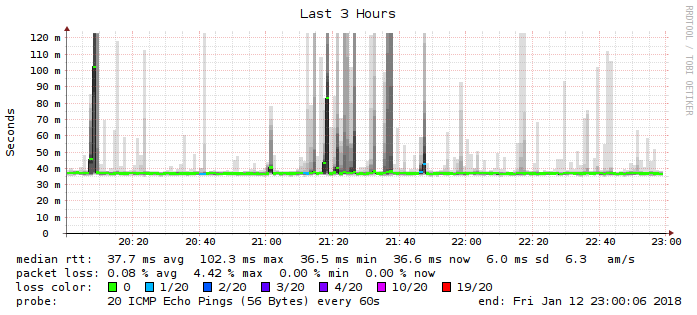 Last 3 Hours
RRDTOOL / TOBI OETIKER
Seconds
120 m
110 m
100 m
90 m
80 m
70 m
60 m
50 m
40 m
30 m
20 m
10 m
0
20:20 20:40 21:00 21:20 21:40 22:00 22:20 22:40 23:00
median rtt: 37.7 ms avg 102.3 ms max 36.5 ms min 36.6 ms now 6.0 ms sd 6.3 am/s
packet loss: 0.08 % avg 4.42 % max 0.00 % min 0.00 % now
loss color: 0 1/20 2/20 3/20 4/20 10/20 19/20
probe: 20 ICMP Echo Pings (56 Bytes) every 60s end: Fri Jan 12 23:00:06 2018